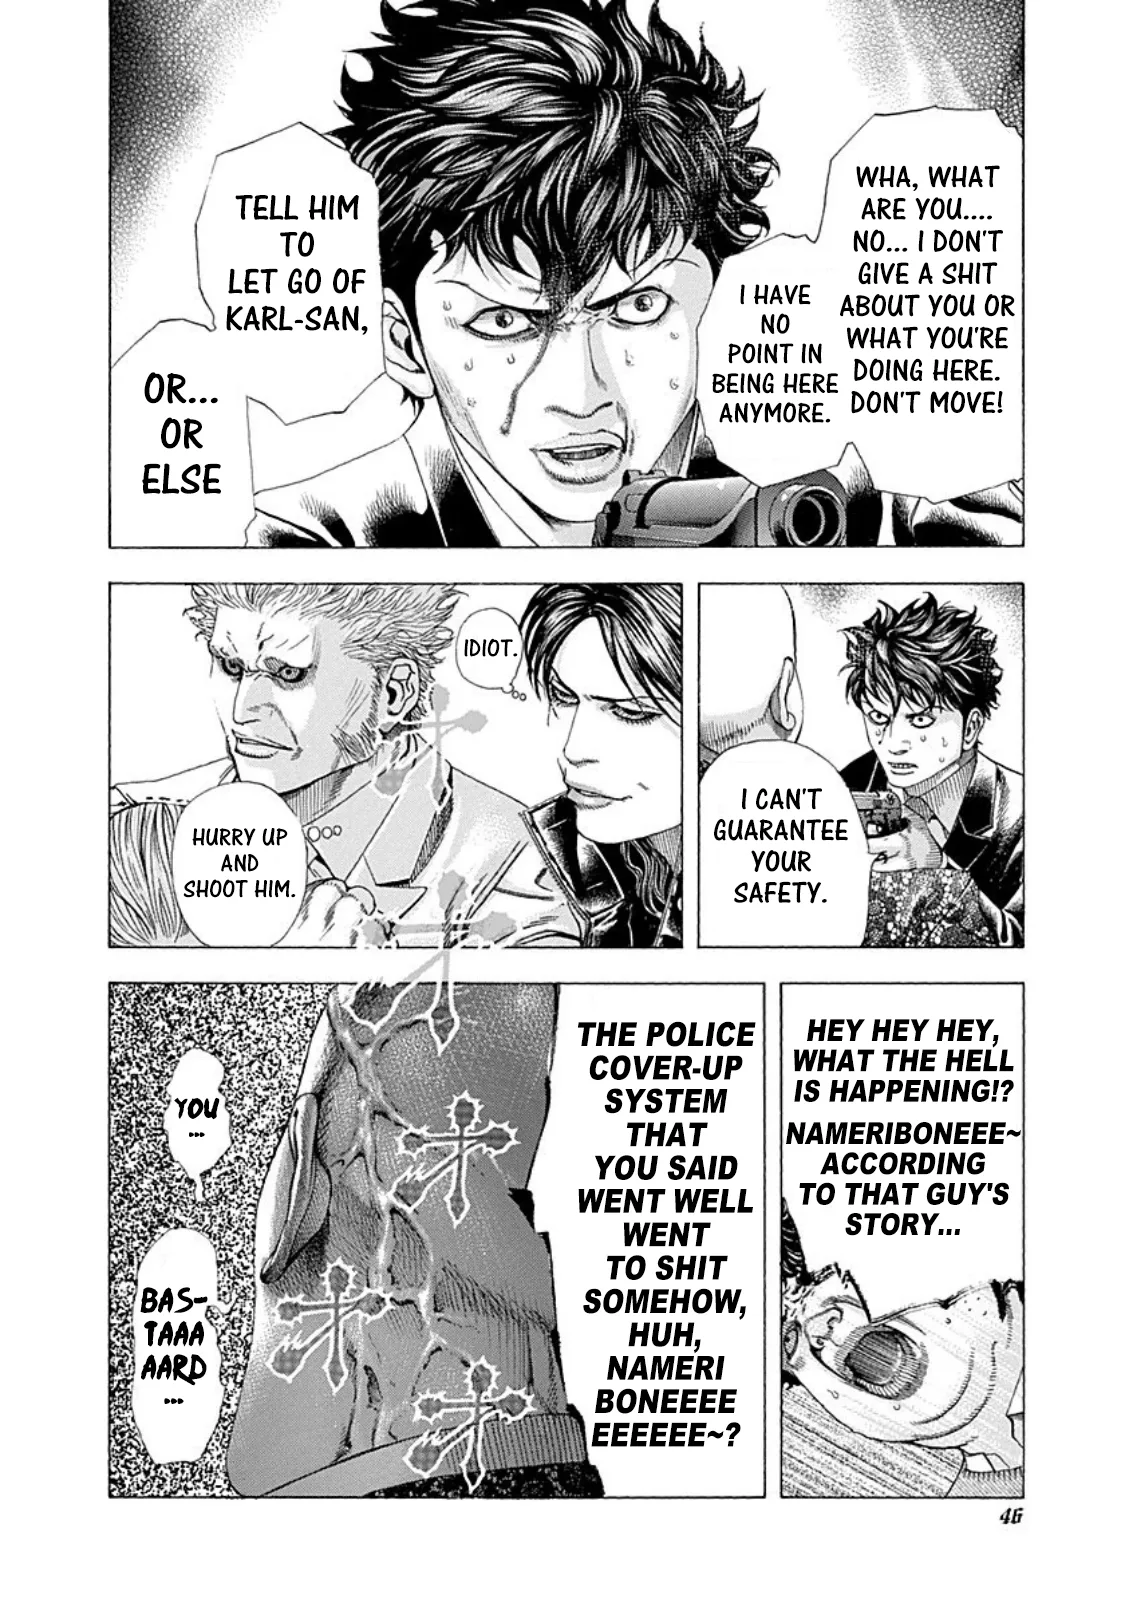 WHA, WHAT
ARE YOU....
NO... I DON'T
GIVE A SHIT
ABOUT YOU OR
WHAT YOU'RE
DOING HERE.
DON'T MOVE!
I HAVE
NO
POINT IN
BEING HERE
ANYMORE.
TELL HIM
TO
LET GO OF
KARL-SAN,
OR...
OR
ELSE
I CAN'T
GUARANTEE
YOUR
SAFETY.
IDIOT.
HURRY UP
AND
SHOOT HIM.
HEY HEY HEY,
WHAT THE HELL
IS HAPPENING!?
NAMERIBONEEE~
ACCORDING
TO THAT GUY'S
STORY...
THE POLICE
COVER-UP
SYSTEM
THAT
YOU SAID
WENT WELL
WENT
TO SHIT
SOMEHOW,
HUH,
NAMERI
BONEEEE
EEEEEE~?
YOU
...
BAS-
TAAA
AARD
...
46